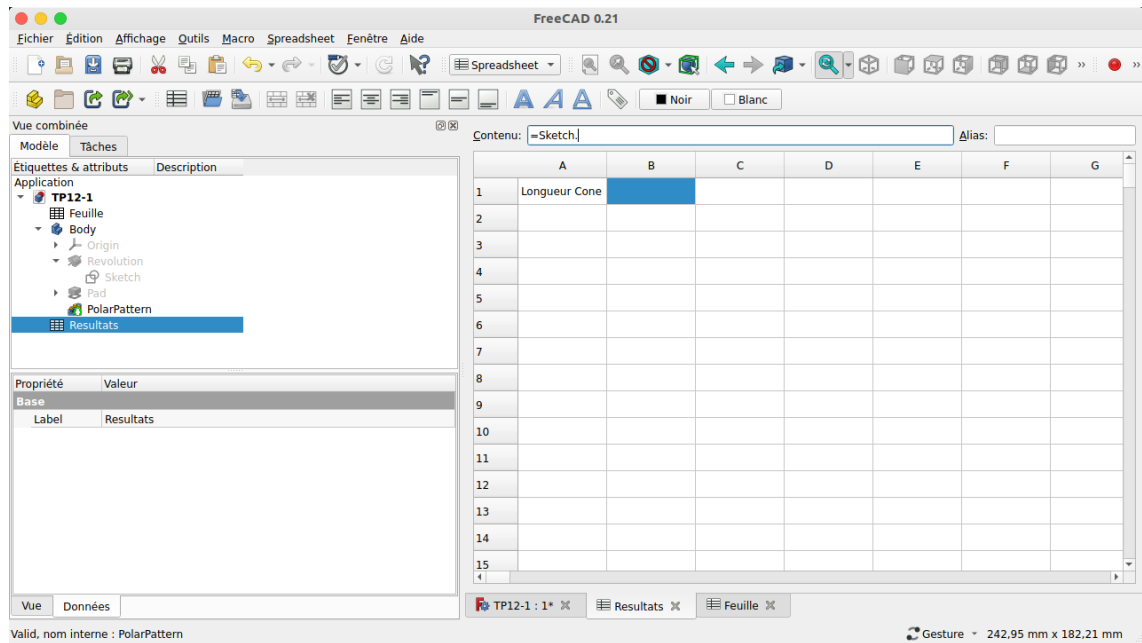 FreeCAD 0.21
Fichier Édition Affichage Outils Macro Spreadsheet Fenêtre Aide
Spreadsheet
»
»
Noir
Blanc
Vue combinée
Modèle Tâches
Étiquettes & attributs Description
Application
TP12-1
Feuille
Body
Origin
Revolution
Sketch
Pad
PolarPattern
Resultats
Propriété Valeur
Base
Label Resultats
Vue Données
Contenu: =Sketch. Alias:
A B C D E F G
1 Longueur Cone
2
3
4
5
6
7
8
9
10
11
12
13
14
15
TP12-1 : 1* Resultats Feuille
Valid, nom interne : PolarPattern Gesture 242,95 mm x 182,21 mm